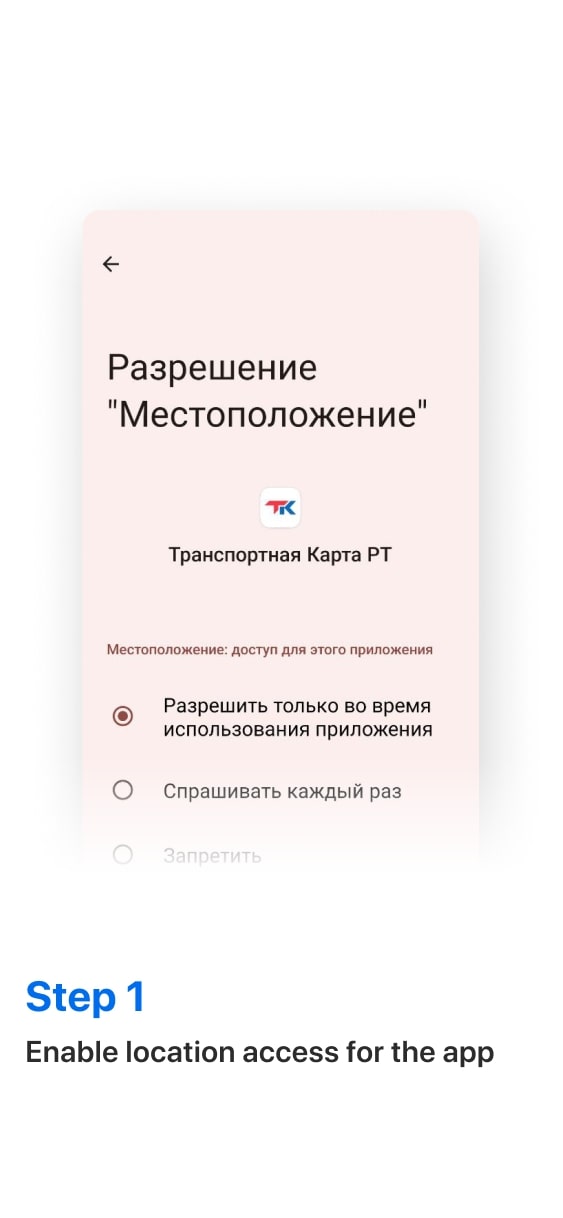 Разрешение
"Местоположение"
ТК
Транспортная Карта РТ
Местоположение: доступ для этого приложения
Разрешить только во время
использования приложения
Спрашивать каждый раз
Запретить
Step 1
Enable location access for the app